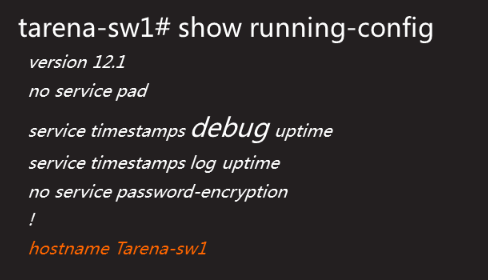 tarena-sw1# show running-config
version 12.1
no service pad
service timestamps debug uptime
service timestamps log uptime
no service password-encryption
!
hostname Tarena-sw1